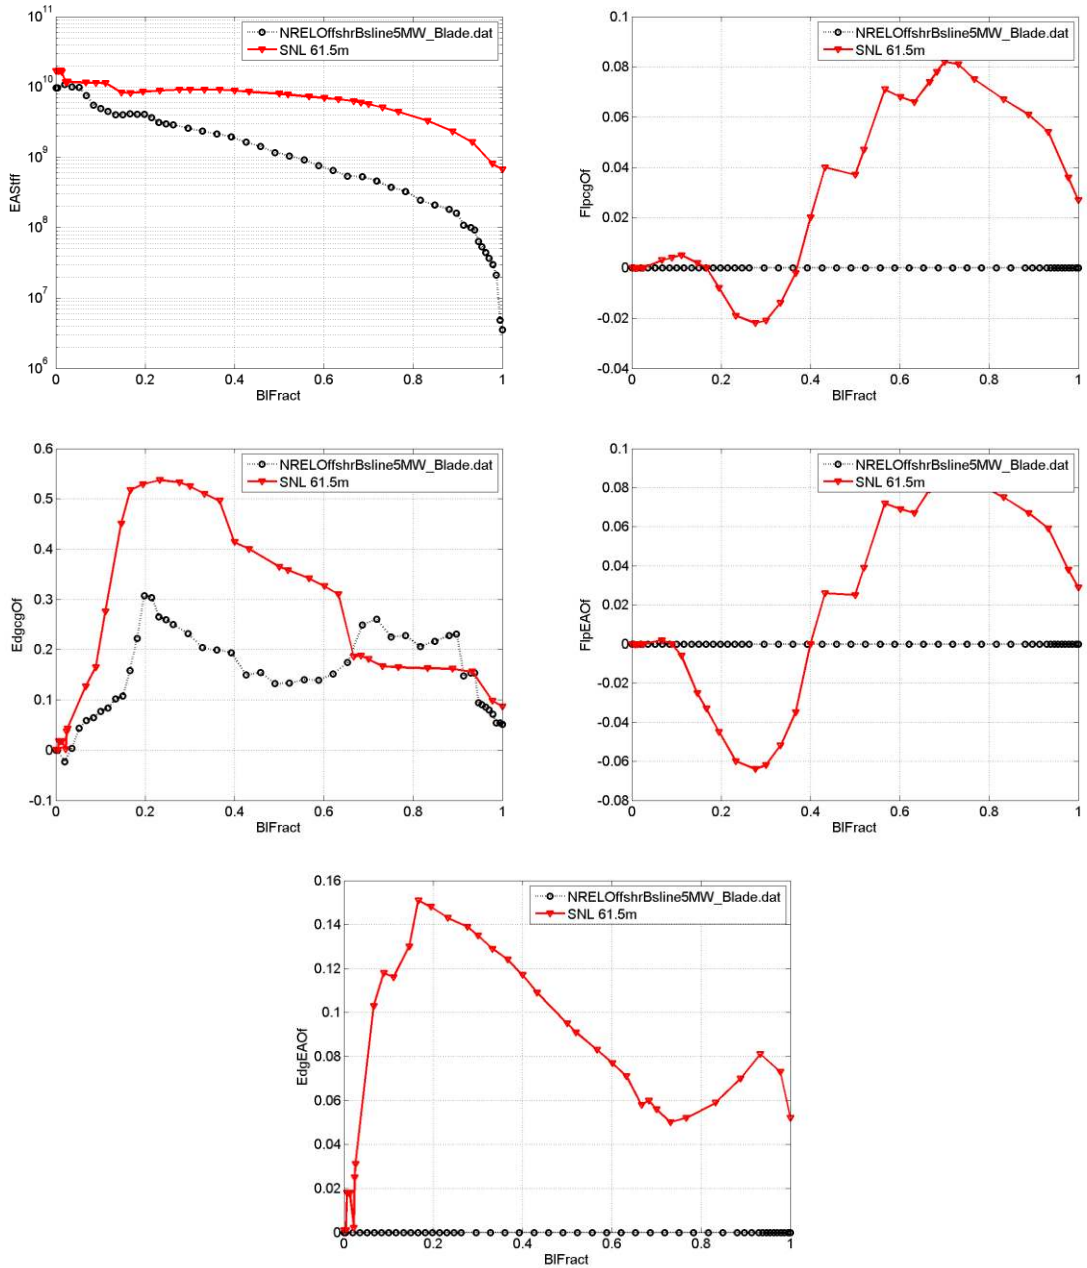 10^11
10^10
10^9
10^8
10^7
10^6
EAStff
0 0.2 0.4 0.6 0.8 1
BlFract
NRELOffshrBsline5MW_Blade.dat
SNL 61.5m
0.1
0.08
0.06
0.04
0.02
0
-0.02
-0.04
FlpcgOf
0 0.2 0.4 0.6 0.8 1
BlFract
NRELOffshrBsline5MW_Blade.dat
SNL 61.5m
0.6
0.5
0.4
0.3
0.2
0.1
0
-0.1
EdgcgOf
0 0.2 0.4 0.6 0.8 1
BlFract
NRELOffshrBsline5MW_Blade.dat
SNL 61.5m
0.1
0.08
0.06
0.04
0.02
0
-0.02
-0.04
-0.06
-0.08
FlpEAOf
0 0.2 0.4 0.6 0.8 1
BlFract
NRELOffshrBsline5MW_Blade.dat
SNL 61.5m
0.16
0.14
0.12
0.1
0.08
0.06
0.04
0.02
0
EdgEAOf
0 0.2 0.4 0.6 0.8 1
BlFract
NRELOffshrBsline5MW_Blade.dat
SNL 61.5m